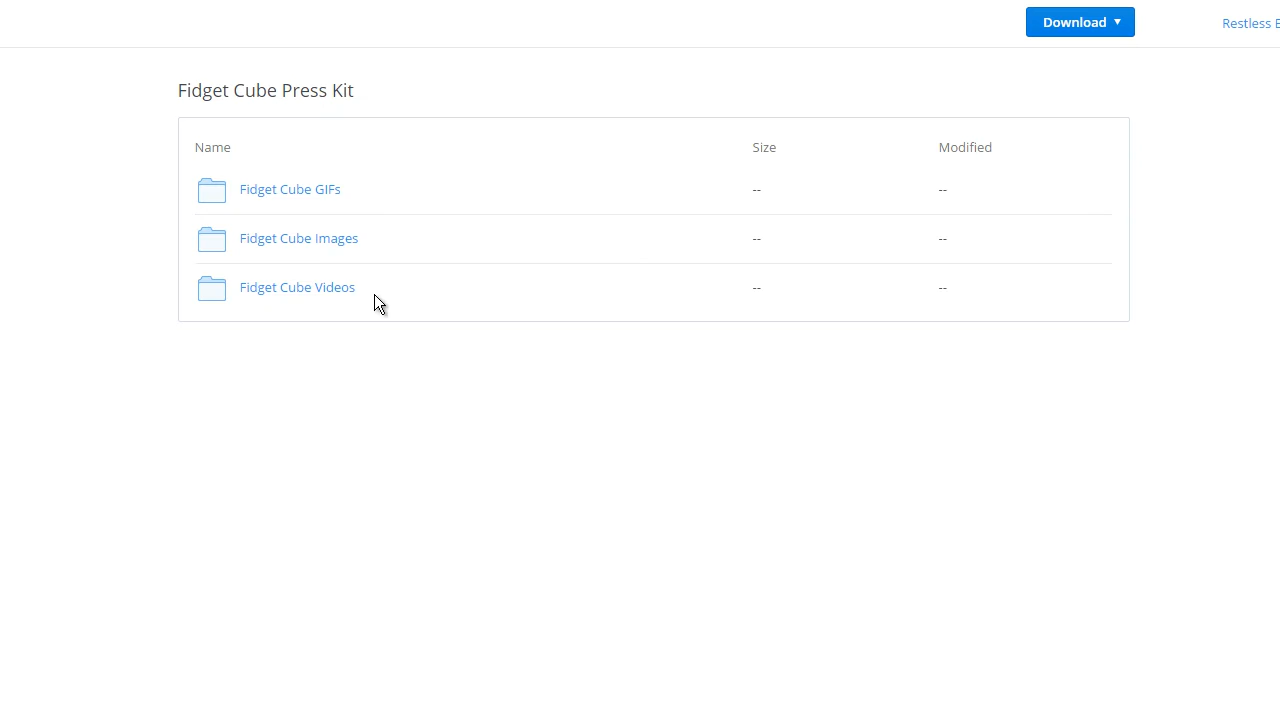 Download ▼ Restless
Fidget Cube Press Kit
Name Size Modified
Fidget Cube GIFs -- --
Fidget Cube Images -- --
Fidget Cube Videos -- --